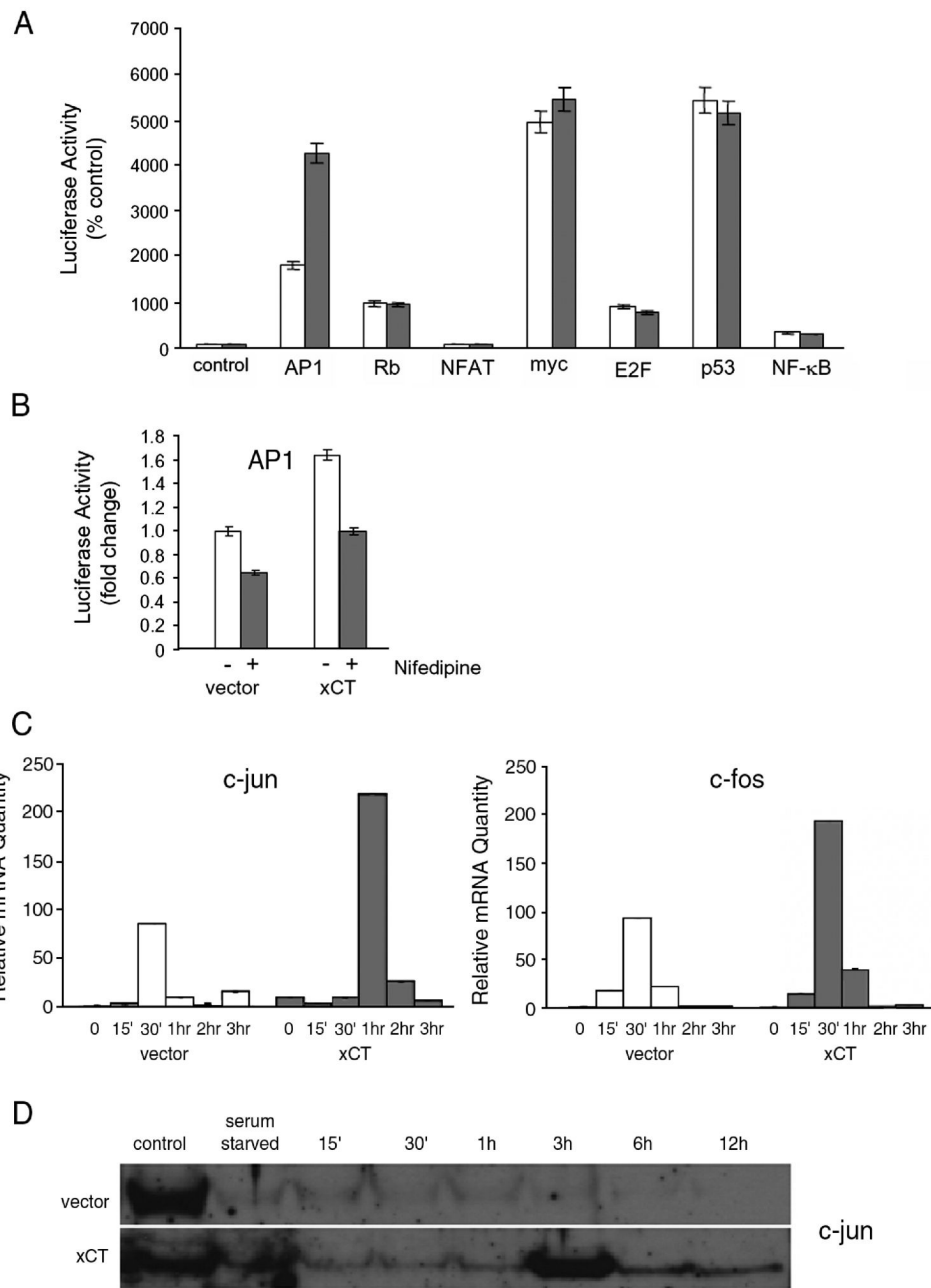 A
Luciferase Activity
(% control)
7000
6000
5000
4000
3000
2000
1000
0
control AP1 Rb NFAT myc E2F p53 NF-κB
B
Luciferase Activity
(fold change)
AP1
1.8
1.6
1.4
1.2
1.0
0.8
0.6
0.4
0.2
0
- + - + Nifedipine
vector xCT
C
Relative mRNA Quantity
c-jun
250
200
150
100
50
0
0 15' 30' 1hr 2hr 3hr 0 15' 30' 1hr 2hr 3hr
vector xCT
Relative mRNA Quantity
c-fos
250
200
150
100
50
0
0 15' 30' 1hr 2hr 3hr 0 15' 30' 1hr 2hr 3hr
vector xCT
D
control serum starved 15' 30' 1h 3h 6h 12h
vector
xCT
c-jun